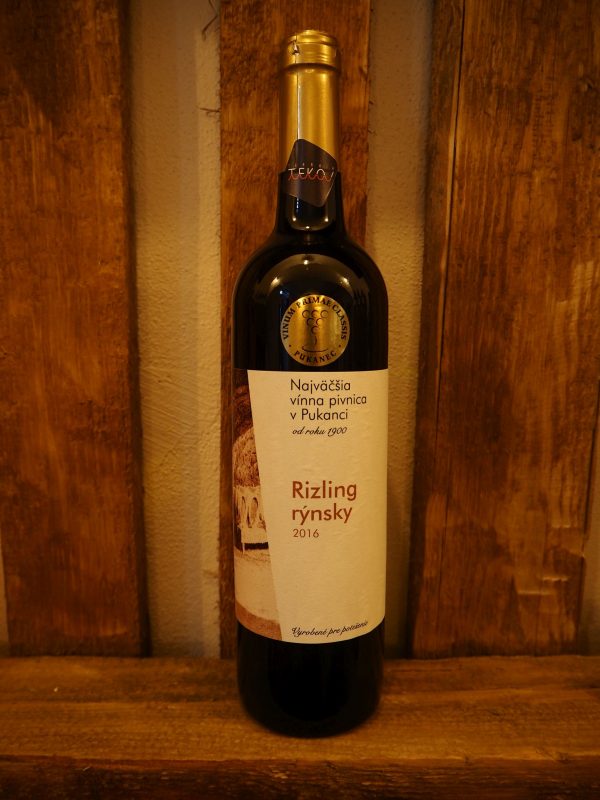 TEKOV
VINUM PALMAE CLASSIS
PUKANEC
Najväčšia
vínna pivnica
v Pukanci
od roku 1900
Rizling
rýnsky
2016
Vyrobené pre potešenie